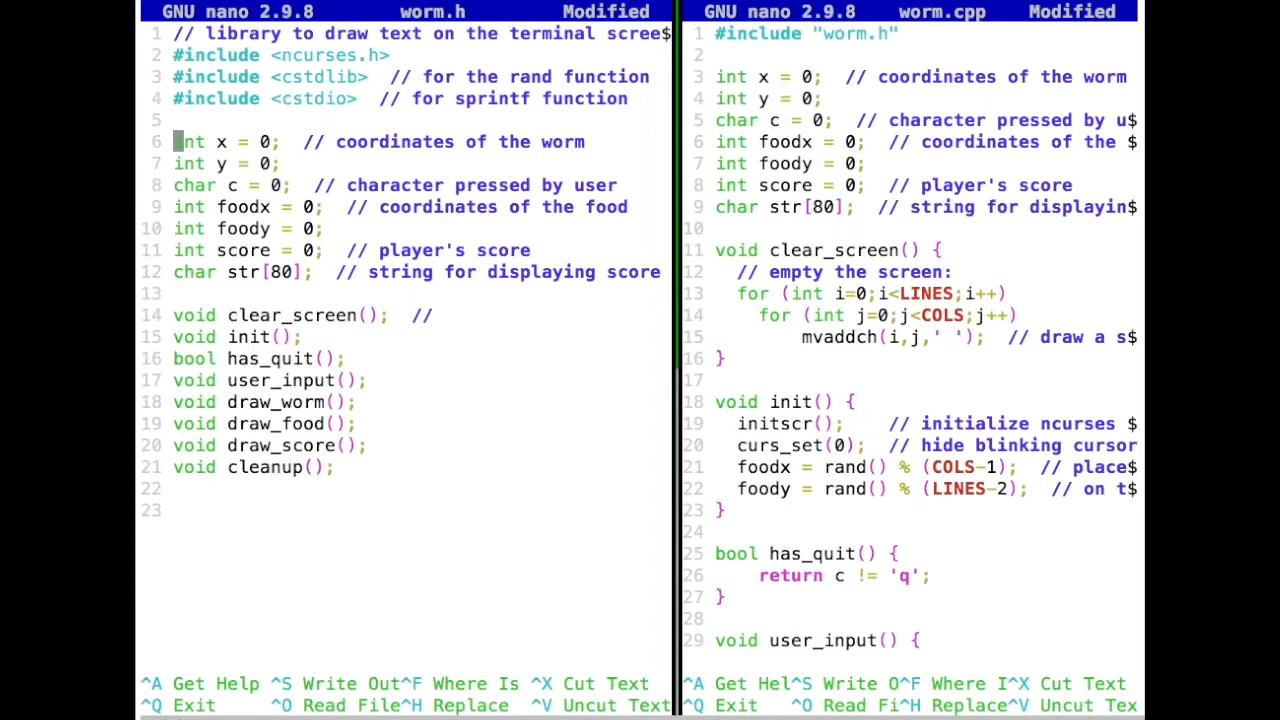 GNU nano 2.9.8 worm.h Modified
1 // library to draw text on the terminal scree$
2 #include <ncurses.h>
3 #include <cstdlib> // for the rand function
4 #include <cstdio> // for sprintf function
5
6 int x = 0; // coordinates of the worm
7 int y = 0;
8 char c = 0; // character pressed by user
9 int foodx = 0; // coordinates of the food
10 int foody = 0;
11 int score = 0; // player's score
12 char str[80]; // string for displaying score
13
14 void clear_screen(); //
15 void init();
16 bool has_quit();
17 void user_input();
18 void draw_worm();
19 void draw_food();
20 void draw_score();
21 void cleanup();
22
23
^A Get Help ^S Write Out^F Where Is ^X Cut Text
^Q Exit ^O Read File^H Replace ^V Uncut Text
GNU nano 2.9.8 worm.cpp Modified
1 #include "worm.h"
2
3 int x = 0; // coordinates of the worm
4 int y = 0;
5 char c = 0; // character pressed by u$
6 int foodx = 0; // coordinates of the $
7 int foody = 0;
8 int score = 0; // player's score
9 char str[80]; // string for displayin$
10
11 void clear_screen() {
12 // empty the screen:
13 for (int i=0;i<LINES;i++)
14 for (int j=0;j<COLS;j++)
15 mvaddch(i,j,' '); // draw a s$
16 }
17
18 void init() {
19 initscr(); // initialize ncurses $
20 curs_set(0); // hide blinking cursor
21 foodx = rand() % (COLS-1); // place$
22 foody = rand() % (LINES-2); // on t$
23 }
24
25 bool has_quit() {
26 return c != 'q';
27 }
28
29 void user_input() {
^A Get Hel^S Write O^F Where I^X Cut Text
^Q Exit ^O Read Fi^H Replace ^V Uncut Tex